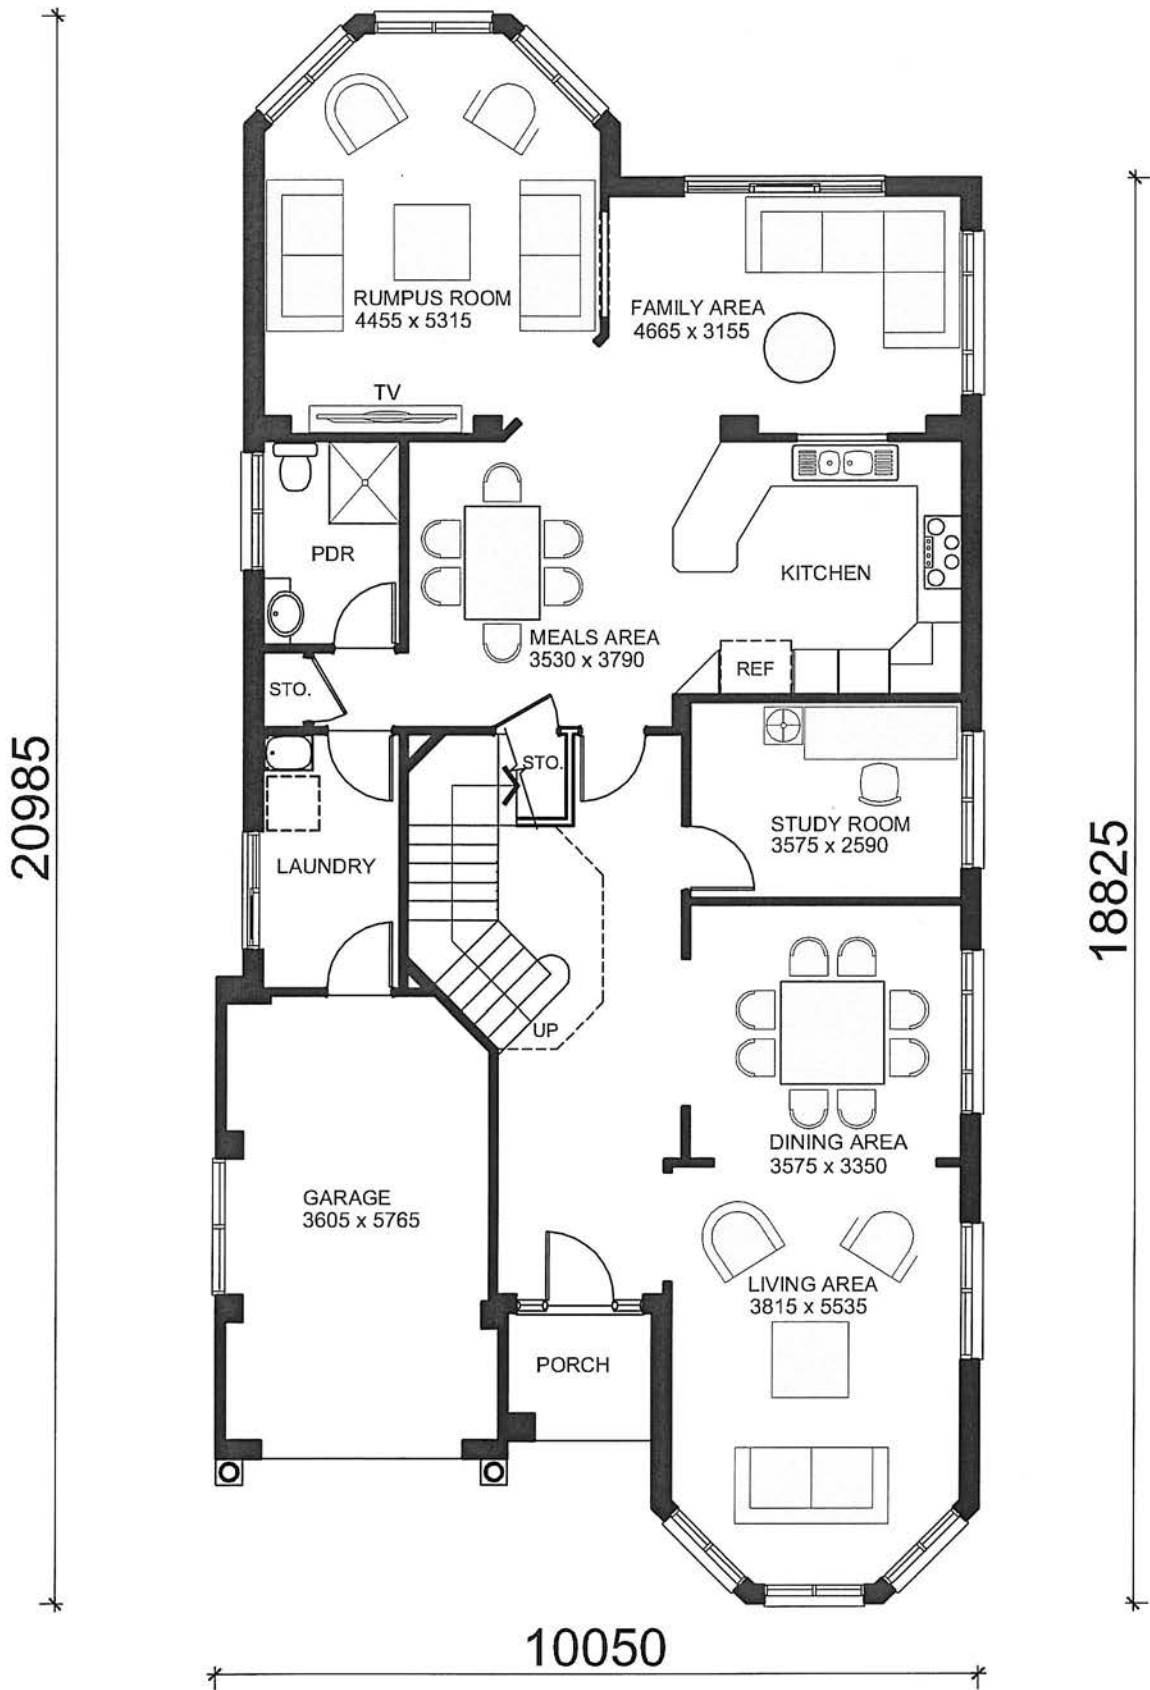 RUMPUS ROOM
4455 x 5315
FAMILY AREA
4665 x 3155
TV
PDR
KITCHEN
MEALS AREA
3530 x 3790
REF
STO.
STO.
20985
LAUNDRY
STUDY ROOM
3575 x 2590
18825
UP
DINING AREA
3575 x 3350
GARAGE
3605 x 5765
LIVING AREA
3815 x 5535
PORCH
10050